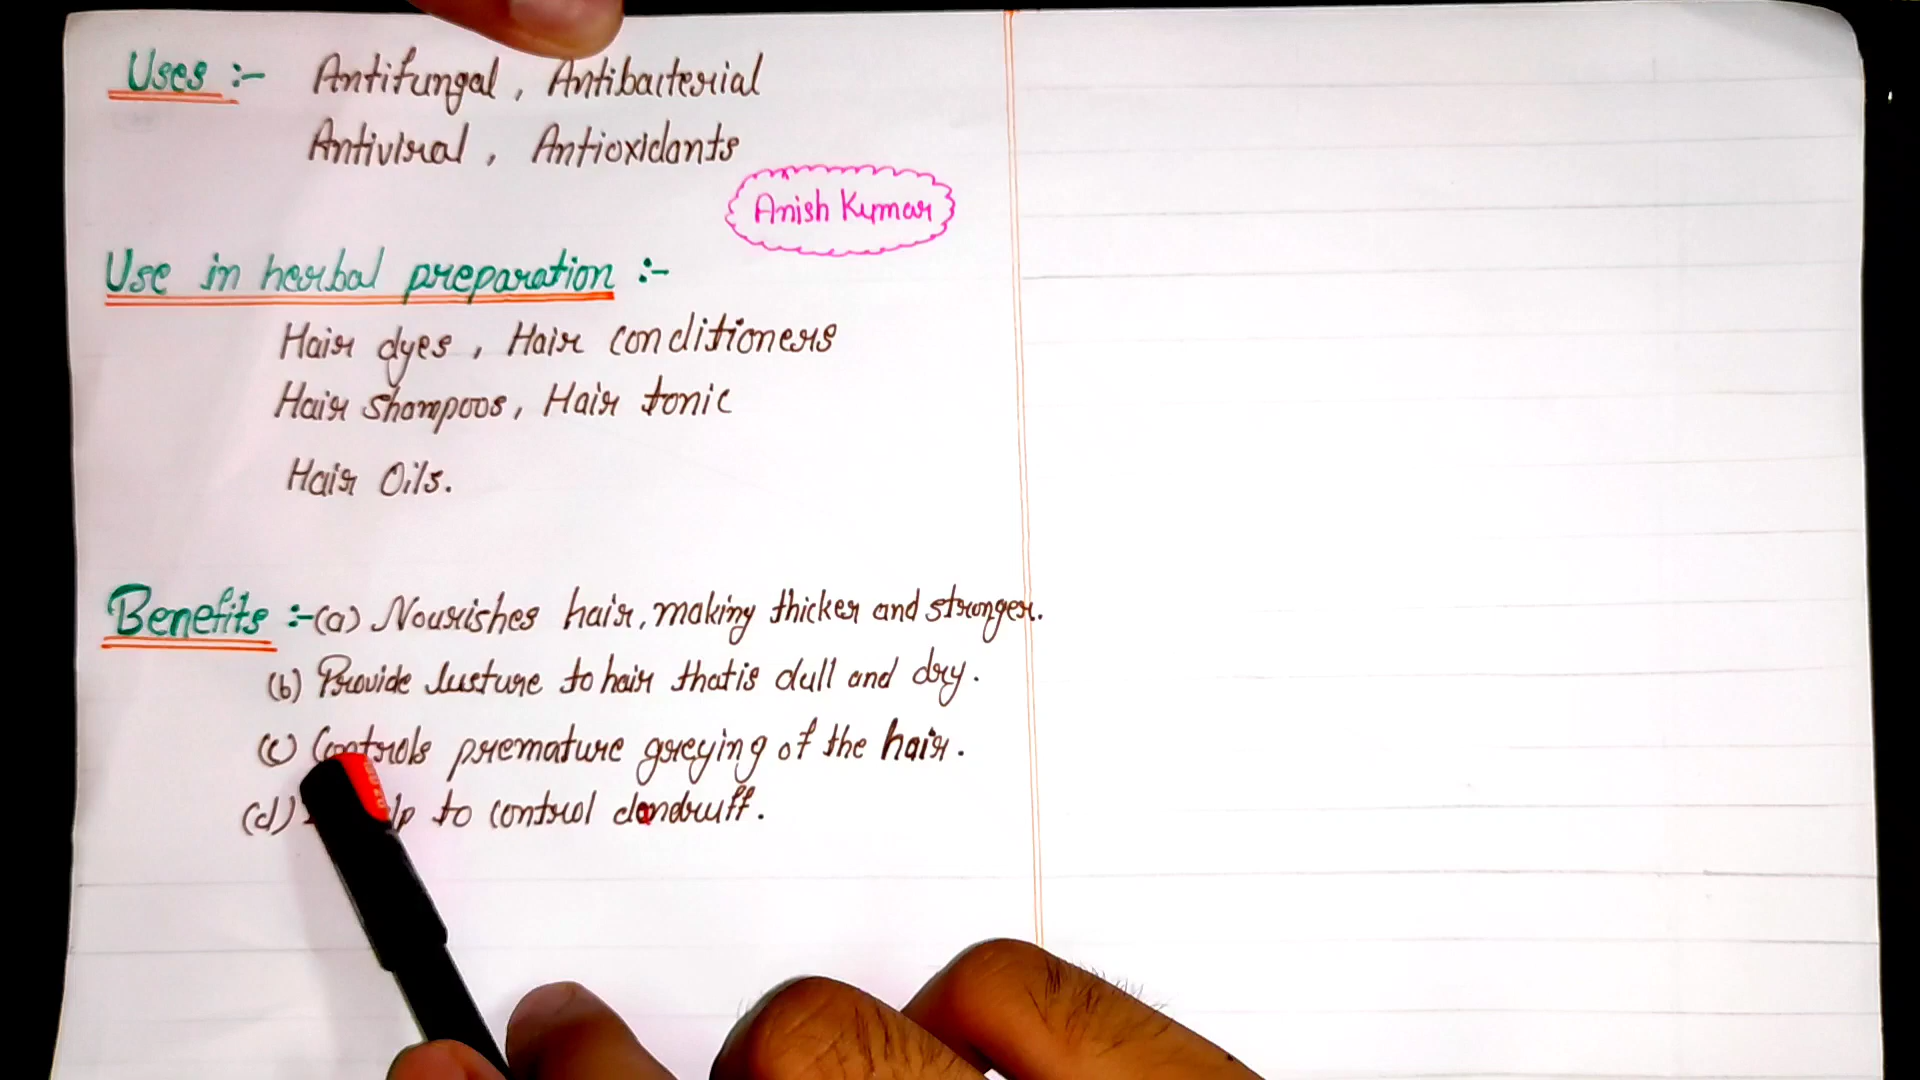 Uses :- Antifungal, Antibacterial
Antiviral, Antioxidants
Anish Kumar
Use in herbal preparation :-
Hair dyes, Hair conditioners
Hair Shampoos, Hair tonic
Hair Oils.
Benefits :- (a) Nourishes hair, making thicker and stronger.
(b) Provide lusture to hair that is dull and dry.
(c) Controls premature greying of the hair.
(d) to control dandruff.